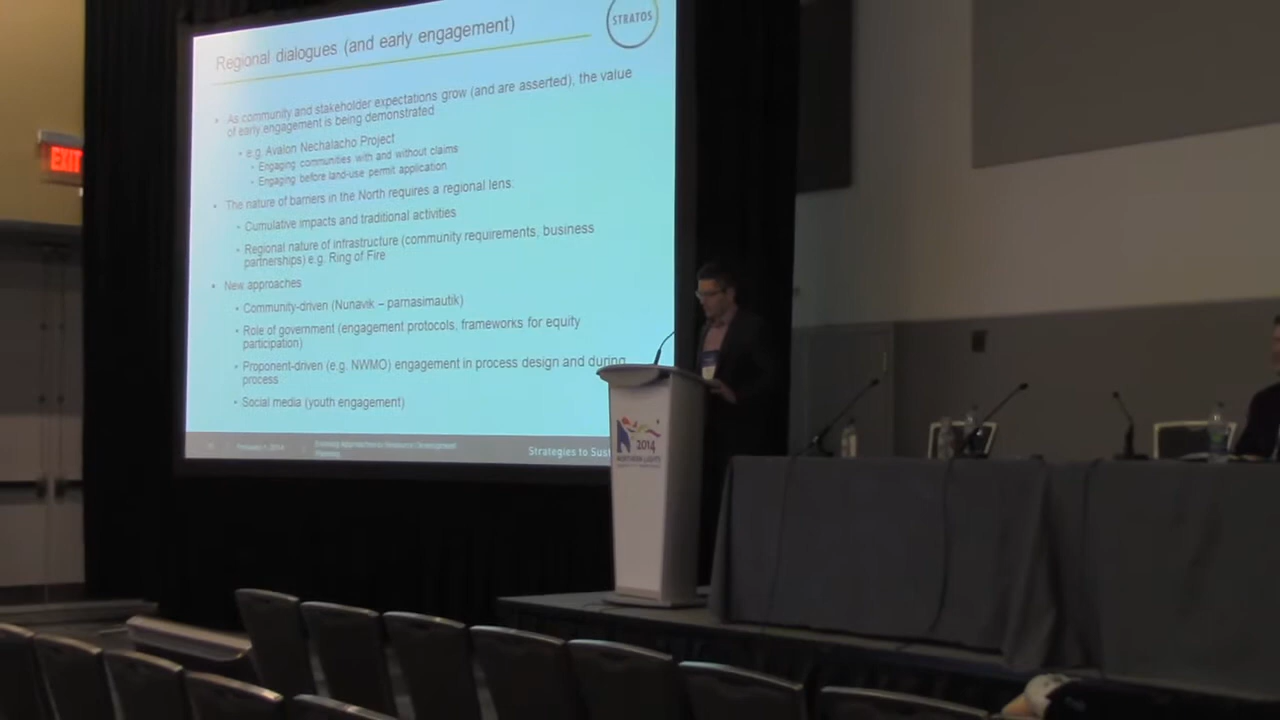 STRATOS
Regional dialogues (and early engagement)
• As community and stakeholder expectations grow (and are asserted), the value
of early engagement is being demonstrated
• e.g. Avalon Nechalacho Project
• Engaging communities with and without claims
• Engaging before land-use permit application
• The nature of barriers in the North requires a regional lens:
• Cumulative impacts and traditional activities
• Regional nature of infrastructure (community requirements, business
partnerships) e.g. Ring of Fire
• New approaches
• Community-driven (Nunavik – parnasimautik)
• Role of government (engagement protocols, frameworks for equity
participation)
• Proponent-driven (e.g. NWMO) engagement in process design and during
process
• Social media (youth engagement)
Strategies to Sus
EXIT
2014
NORTHERN LIGHTS